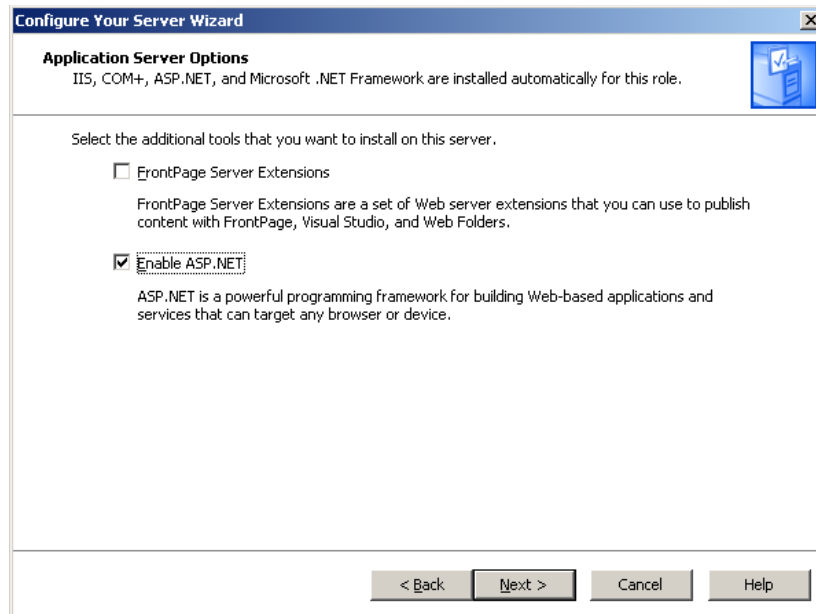 Configure Your Server Wizard
Application Server Options
IIS, COM+, ASP.NET, and Microsoft .NET Framework are installed automatically for this role.
Select the additional tools that you want to install on this server.
FrontPage Server Extensions
FrontPage Server Extensions are a set of Web server extensions that you can use to publish
content with FrontPage, Visual Studio, and Web Folders.
Enable ASP.NET
ASP.NET is a powerful programming framework for building Web-based applications and
services that can target any browser or device.
< Back Next > Cancel Help